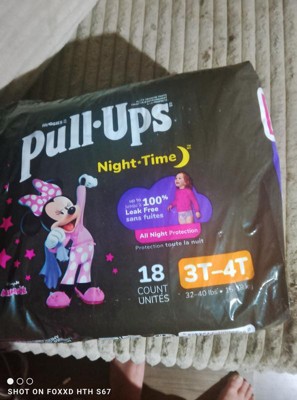 HUGGIES
Pull·Ups
Night·Time
up to
100%
Leak Free
sans fuites
All Night Protection
Protection toute la nuit
18
COUNT
UNITÉS
3T-4T
32-40 lbs
SHOT ON FOXXD HTH S67